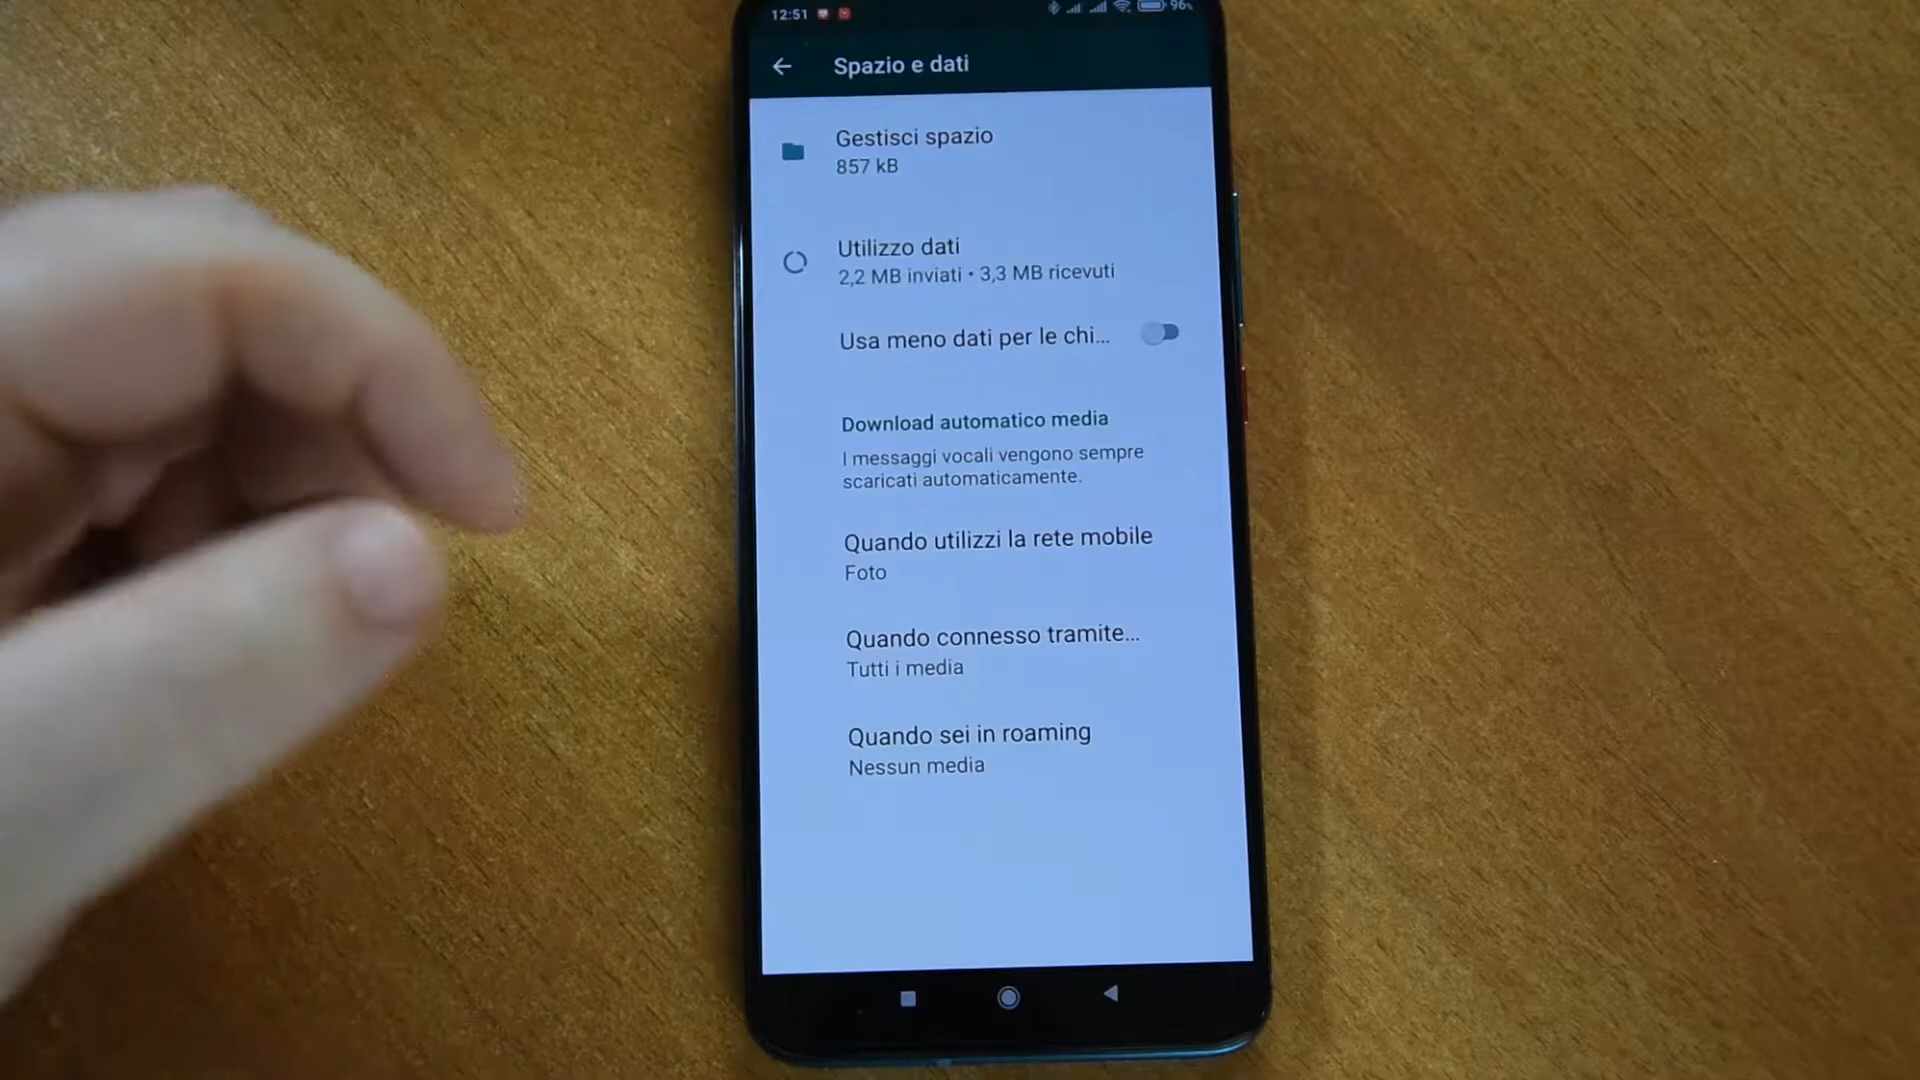 12:51
96%
Spazio e dati
Gestisci spazio
857 kB
Utilizzo dati
2,2 MB inviati • 3,3 MB ricevuti
Usa meno dati per le chi...
Download automatico media
I messaggi vocali vengono sempre
scaricati automaticamente.
Quando utilizzi la rete mobile
Foto
Quando connesso tramite...
Tutti i media
Quando sei in roaming
Nessun media